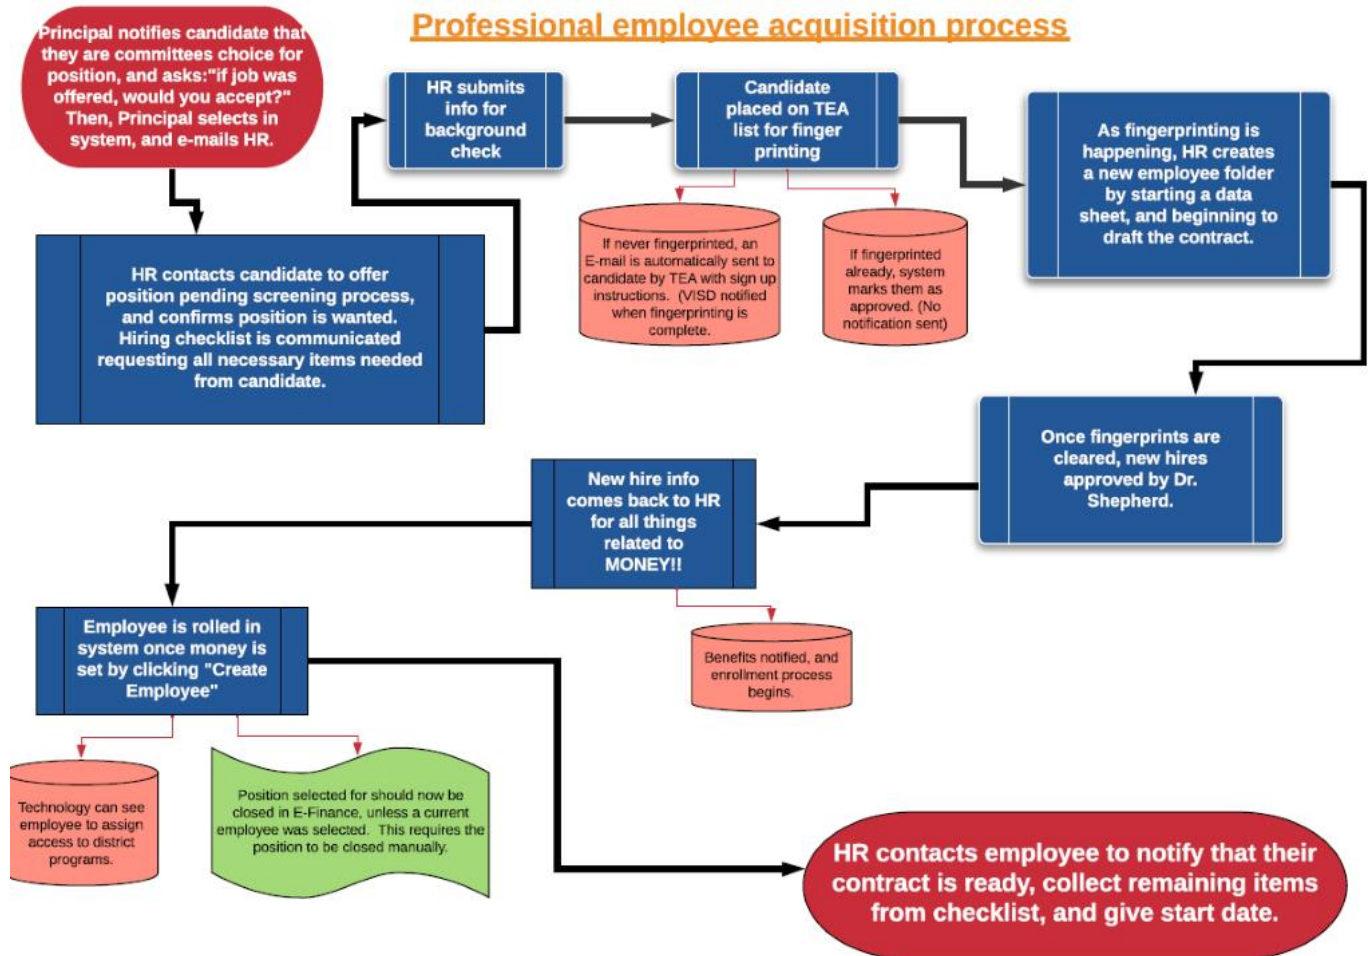 Professional employee acquisition process
Principal notifies candidate that
they are committees choice for
position, and asks:"if job was
offered, would you accept?"
Then, Principal selects in
system, and e-mails HR.
HR contacts candidate to offer
position pending screening process,
and confirms position is wanted.
Hiring checklist is communicated
requesting all necessary items needed
from candidate.
HR submits
info for
background
check
Candidate
placed on TEA
list for finger
printing
If never fingerprinted, an
E-mail is automatically sent to
candidate by TEA with sign up
instructions.  (VISD notified
when fingerprinting is
complete.
If fingerprinted
already, system
marks them as
approved. (No
notification sent)
As fingerprinting is
happening, HR creates
a new employee folder
by starting a data
sheet, and beginning to
draft the contract.
Once fingerprints are
cleared, new hires
approved by Dr.
Shepherd.
New hire info
comes back to HR
for all things
related to
MONEY!!
Benefits notified, and
enrollment process
begins.
Employee is rolled in
system once money is
set by clicking "Create
Employee"
Technology can see
employee to assign
access to district
programs.
Position selected for should now be
closed in E-Finance, unless a current
employee was selected.  This requires the
position to be closed manually.
HR contacts employee to notify that their
contract is ready, collect remaining items
from checklist, and give start date.